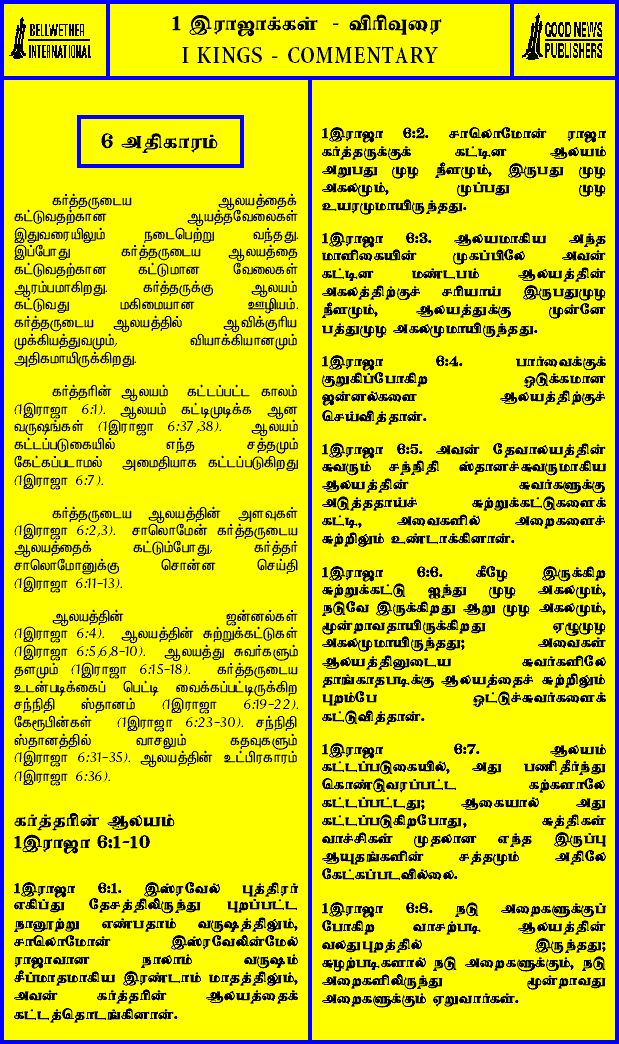 BELLWETHER
INTERNATIONAL
1 இராஜாக்கள் - விரிவுரை
I KINGS - COMMENTARY
GOOD NEWS
PUBLISHERS
6 அதிகாரம்
கர்த்தருடைய ஆலயத்தைக்
கட்டுவதற்கான ஆயத்தவேலைகள்
இதுவரையிலும் நடைபெற்று வந்தது.
இப்போது கர்த்தருடைய ஆலயத்தை
கட்டுவதற்கான கட்டுமான வேலைகள்
ஆரம்பமாகிறது. கர்த்தருக்கு ஆலயம்
கட்டுவது மகிமையான ஊழியம்.
கர்த்தருடைய ஆலயத்தில் ஆவிக்குரிய
முக்கியத்துவமும், வியாக்கியானமும்
அதிகமாயிருக்கிறது.
கர்த்தரின் ஆலயம் கட்டப்பட்ட காலம்
(1இராஜா 6:1). ஆலயம் கட்டிமுடிக்க ஆன
வருஷங்கள் (1இராஜா 6:37,38). ஆலயம்
கட்டப்படுகையில் எந்த சத்தமும்
கேட்கப்படாமல் அமைதியாக கட்டப்படுகிறது
(1இராஜா 6:7).
கர்த்தருடைய ஆலயத்தின் அளவுகள்
(1இராஜா 6:2,3). சாலொமேன் கர்த்தருடைய
ஆலயத்தைக் கட்டும்போது, கர்த்தர்
சாலொமோனுக்கு சொன்ன செய்தி
(1இராஜா 6:11-13).
ஆலயத்தின் ஜன்னல்கள்
(1இராஜா 6:4). ஆலயத்தின் சுற்றுக்கட்டுகள்
(1இராஜா 6:5,6,8-10). ஆலயத்து சுவர்களும்
தளமும் (1இராஜா 6:15-18). கர்த்தருடைய
உடன்படிக்கைப் பெட்டி வைக்கப்பட்டிருக்கிற
சந்நிதி ஸ்தானம் (1இராஜா 6:19-22).
கேரூபின்கள் (1இராஜா 6:23-30). சந்நிதி
ஸ்தானத்தில் வாசலும் கதவுகளும்
(1இராஜா 6:31-35). ஆலயத்தின் உட்பிரகாரம்
(1இராஜா 6:36).
கர்த்தரின் ஆலயம்
1இராஜா 6:1-10
1இராஜா 6:1. இஸ்ரவேல் புத்திரர்
எகிப்து தேசத்திலிருந்து புறப்பட்ட
நானூற்று எண்பதாம் வருஷத்திலும்,
சாலொமோன் இஸ்ரவேலின்மேல்
ராஜாவான நாலாம் வருஷம்
சீப்மாதமாகிய இரண்டாம் மாதத்திலும்,
அவன் கர்த்தரின் ஆலயத்தைக்
கட்டத்தொடங்கினான்.
1இராஜா 6:2. சாலொமோன் ராஜா
கர்த்தருக்குக் கட்டின ஆலயம்
அறுபது முழ நீளமும், இருபது முழ
அகலமும், முப்பது முழ
உயரமுமாயிருந்தது.
1இராஜா 6:3. ஆலயமாகிய அந்த
மாளிகையின் முகப்பிலே அவன்
கட்டின மண்டபம் ஆலயத்தின்
அகலத்திற்குச் சரியாய் இருபதுமுழ
நீளமும், ஆலயத்துக்கு முன்னே
பத்துமுழ அகலமுமாயிருந்தது.
1இராஜா 6:4. பார்வைக்குக்
குறுகிப்போகிற ஒடுக்கமான
ஜன்னல்களை ஆலயத்திற்குச்
செய்வித்தான்.
1இராஜா 6:5. அவன் தேவாலயத்தின்
சுவரும் சந்நிதி ஸ்தானச்சுவருமாகிய
ஆலயத்தின் சுவர்களுக்கு
அடுத்ததாய்ச் சுற்றுக்கட்டுகளைக்
கட்டி, அவைகளில் அறைகளைச்
சுற்றிலும் உண்டாக்கினான்.
1இராஜா 6:6. கீழே இருக்கிற
சுற்றுக்கட்டு ஐந்து முழ அகலமும்,
நடுவே இருக்கிறது ஆறு முழ அகலமும்,
மூன்றாவதாயிருக்கிறது ஏழுமுழ
அகலமுமாயிருந்தது; அவைகள்
ஆலயத்தினுடைய சுவர்களிலே
தாங்காதபடிக்கு ஆலயத்தைச் சுற்றிலும்
புறம்பே ஒட்டுச்சுவர்களைக்
கட்டுவித்தான்.
1இராஜா 6:7. ஆலயம்
கட்டப்படுகையில், அது பணிதீர்ந்து
கொண்டுவரப்பட்ட கற்களாலே
கட்டப்பட்டது; ஆகையால் அது
கட்டப்படுகிறபோது, சுத்திகள்
வாச்சிகள் முதலான எந்த இருப்பு
ஆயுதங்களின் சத்தமும் அதிலே
கேட்கப்படவில்லை.
1இராஜா 6:8. நடு அறைகளுக்குப்
போகிற வாசற்படி ஆலயத்தின்
வலதுபுறத்தில் இருந்தது;
சுழற்படிகளால் நடு அறைகளுக்கும், நடு
அறைகளிலிருந்து மூன்றாவது
அறைகளுக்கும் ஏறுவார்கள்.